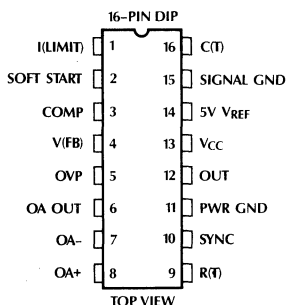 16-PIN DIP
I(LIMIT) 1 16 C(T)
SOFT START 2 15 SIGNAL GND
COMP 3 14 5V VREF
V(FB) 4 13 VCC
OVP 5 12 OUT
OA OUT 6 11 PWR GND
OA- 7 10 SYNC
OA+ 8 9 R(T)
TOP VIEW